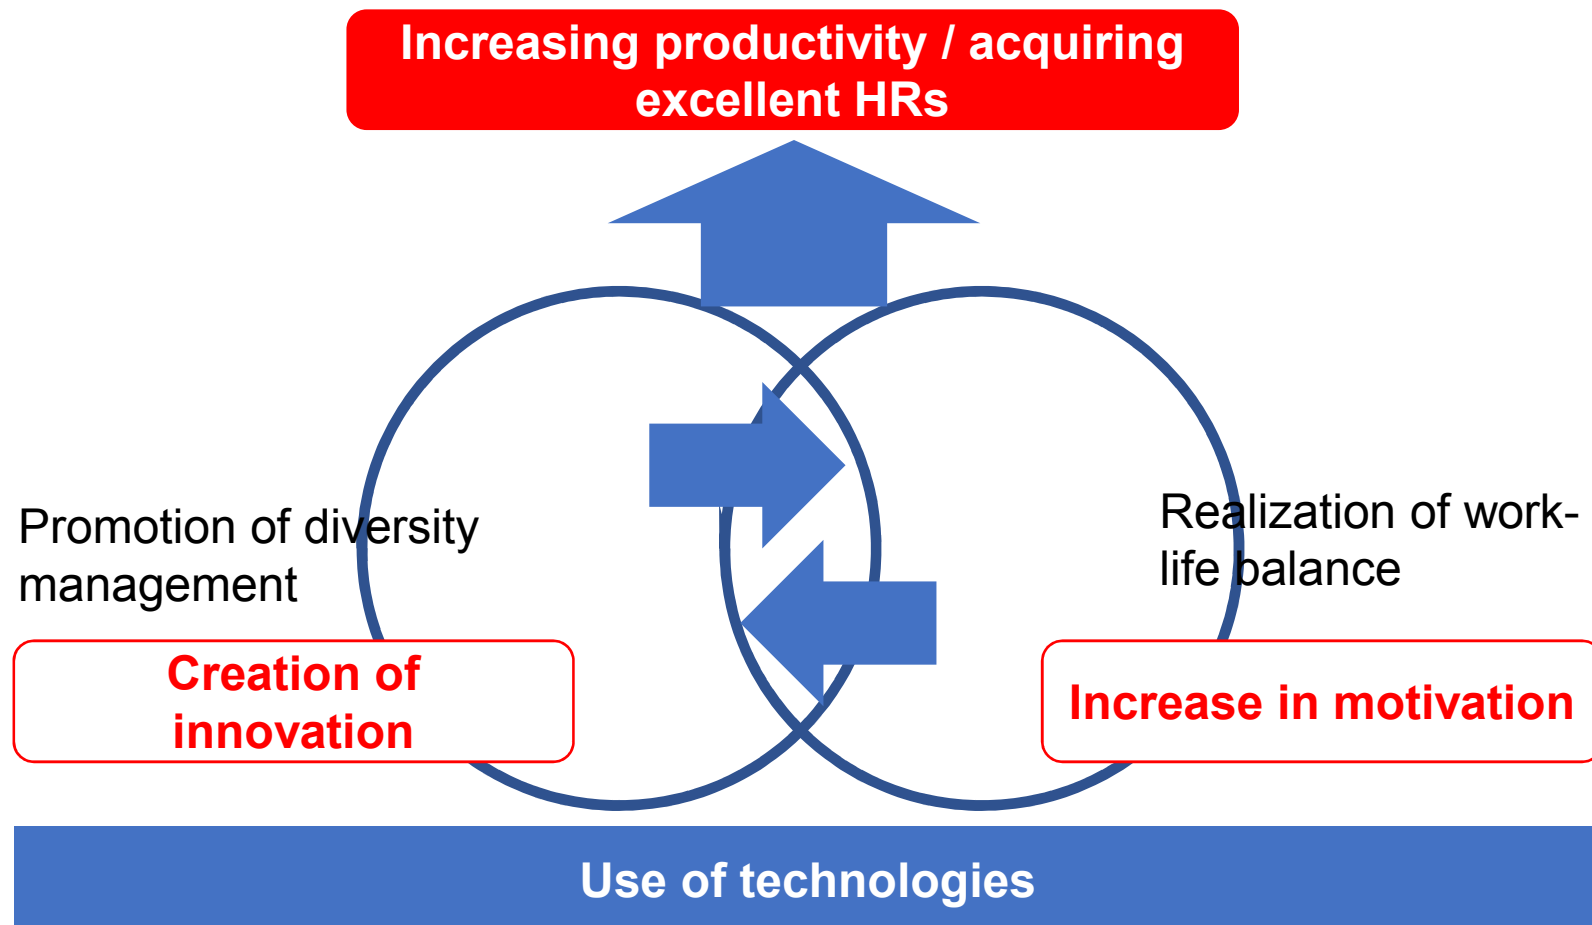 Increasing productivity / acquiring
excellent HRs
Promotion of diversity
management
Realization of work-
life balance
Creation of
innovation
Increase in motivation
Use of technologies